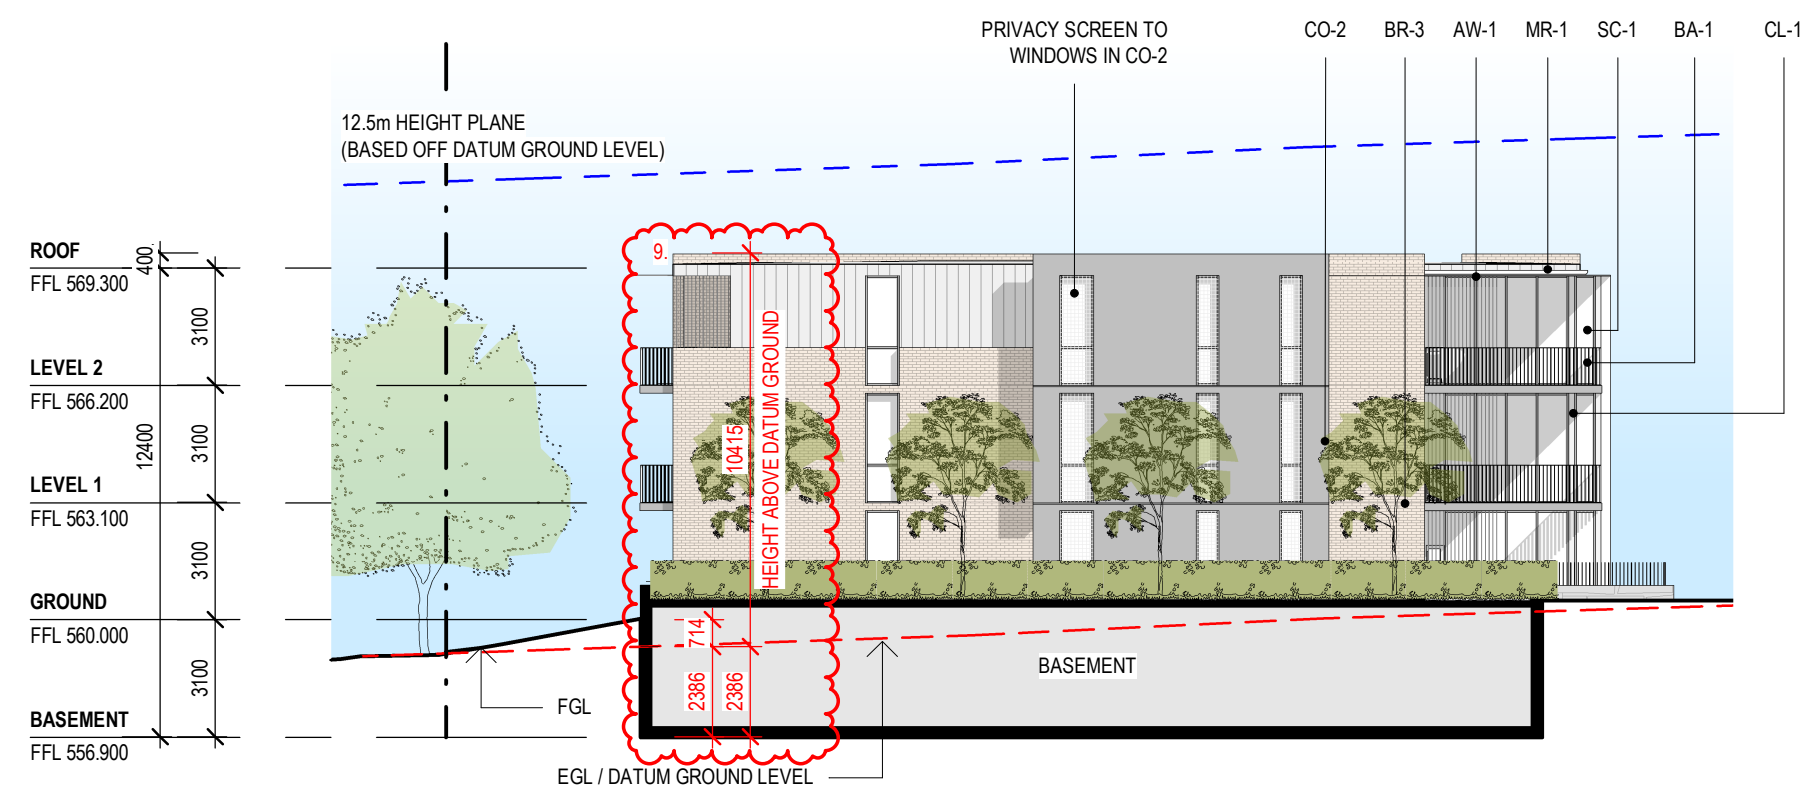 PRIVACY SCREEN TO
WINDOWS IN CO-2
CO-2
BR-3
AW-1
MR-1
SC-1
BA-1
CL-1
12.5m HEIGHT PLANE
(BASED OFF DATUM GROUND LEVEL)
ROOF
FFL 569.300
400
9.
3100
LEVEL 2
FFL 566.200
12400
3100
LEVEL 1
FFL 563.100
3100
GROUND
FFL 560.000
3100
BASEMENT
FFL 556.900
10415
HEIGHT ABOVE DATUM GROUND
714
2386
2386
BASEMENT
FGL
EGL / DATUM GROUND LEVEL